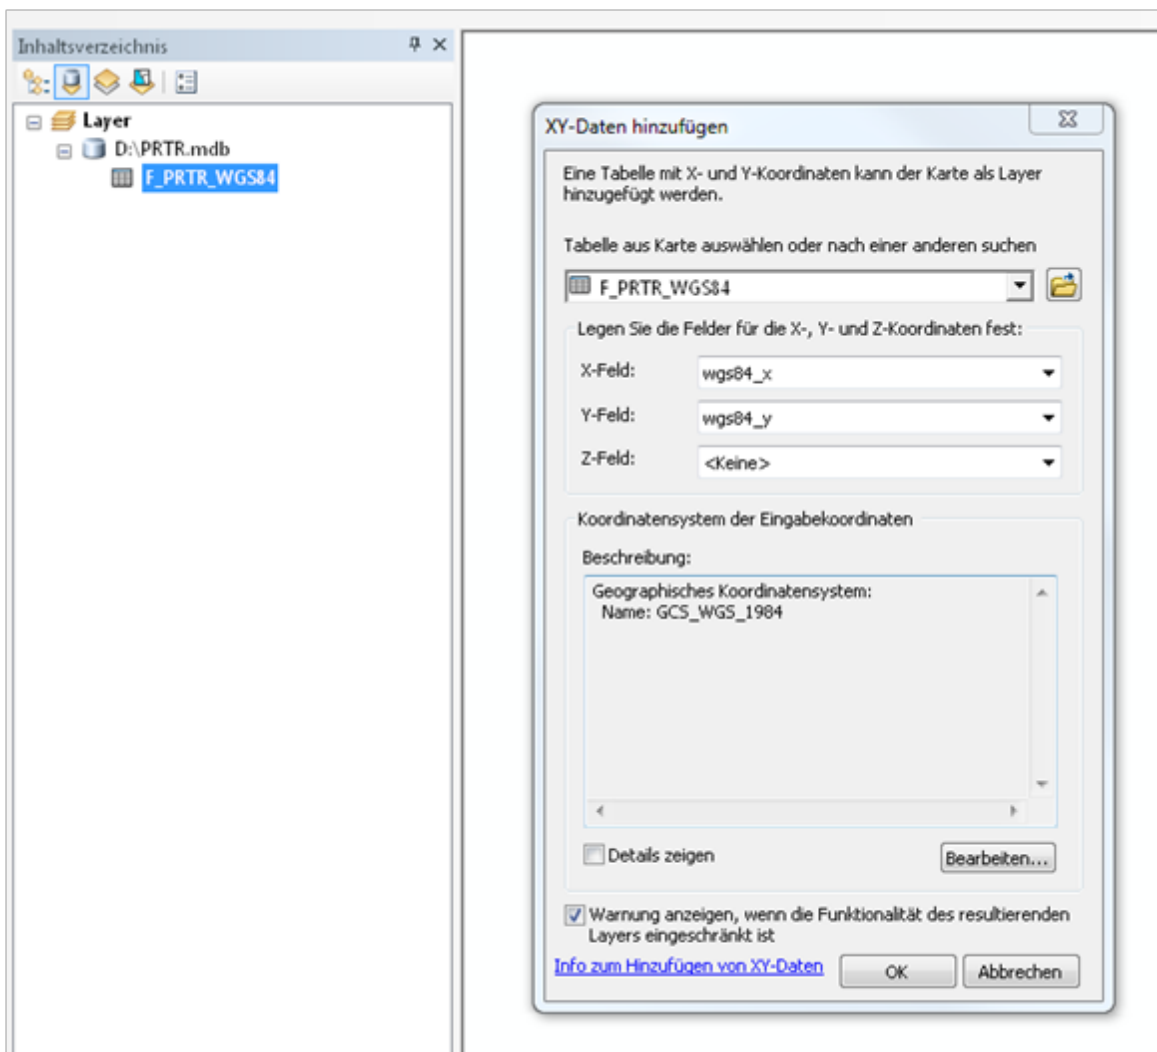 Inhaltsverzeichnis
Layer
D:\PRTR.mdb
F_PRTR_WGS84
XY-Daten hinzufügen
Eine Tabelle mit X- und Y-Koordinaten kann der Karte als Layer
hinzugefügt werden.
Tabelle aus Karte auswählen oder nach einer anderen suchen
F_PRTR_WGS84
Legen Sie die Felder für die X-, Y- und Z-Koordinaten fest:
X-Feld: wgs84_x
Y-Feld: wgs84_y
Z-Feld: <Keine>
Koordinatensystem der Eingabekoordinaten
Beschreibung:
Geographisches Koordinatensystem:
Name: GCS_WGS_1984
Details zeigen Bearbeiten...
Warnung anzeigen, wenn die Funktionalität des resultierenden
Layers eingeschränkt ist
Info zum Hinzufügen von XY-Daten OK Abbrechen